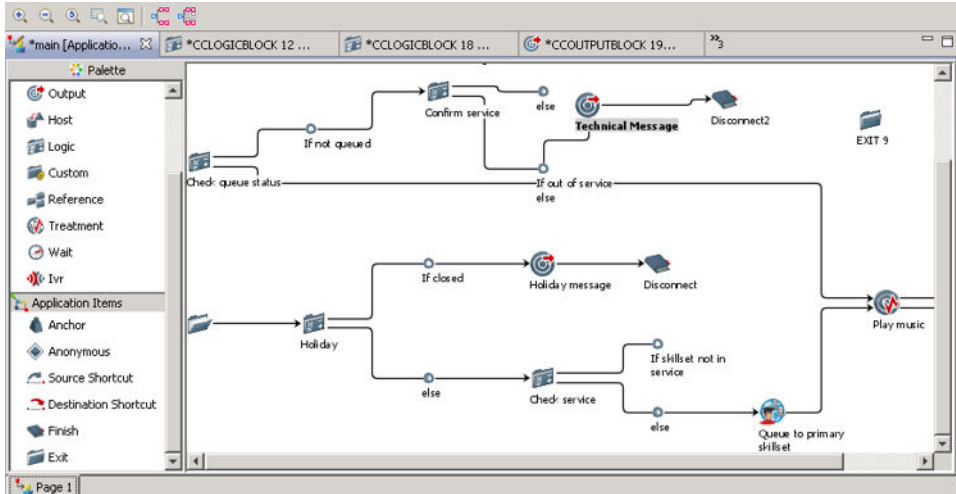 *main [Applicatio...
*CCLOGICBLOCK 12 ...
*CCLOGICBLOCK 18 ...
*CCOUTPUTBLOCK 19...
»3
Palette
Output
Host
Logic
Custom
Reference
Treatment
Wait
Ivr
Application Items
Anchor
Anonymous
Source Shortcut
Destination Shortcut
Finish
Exit
Confirm service
else
Technical Message
Disconnect2
EXIT 9
If not queued
Check queue status
If out of service
else
If closed
Holiday message
Disconnect
Play music
Holiday
If skillset not in
service
else
Check service
else
Queue to primary
skillset
Page 1